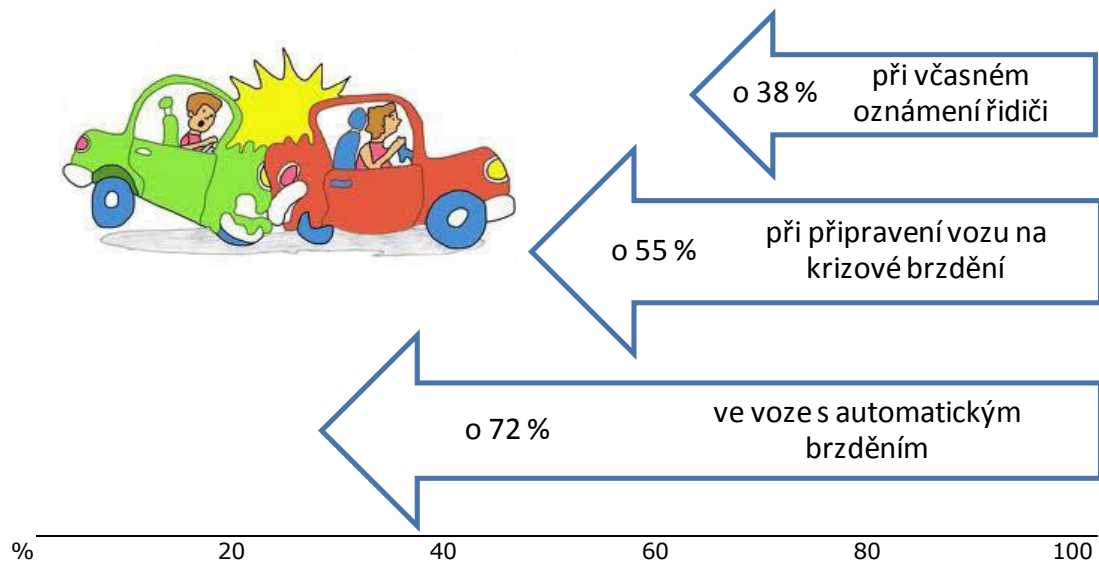 o 38 %
při včasném
oznámení řidiči
o 55 %
při připravení vozu na
krizové brzdění
o 72 %
ve voze s automatickým
brzděním
% 20 40 60 80 100